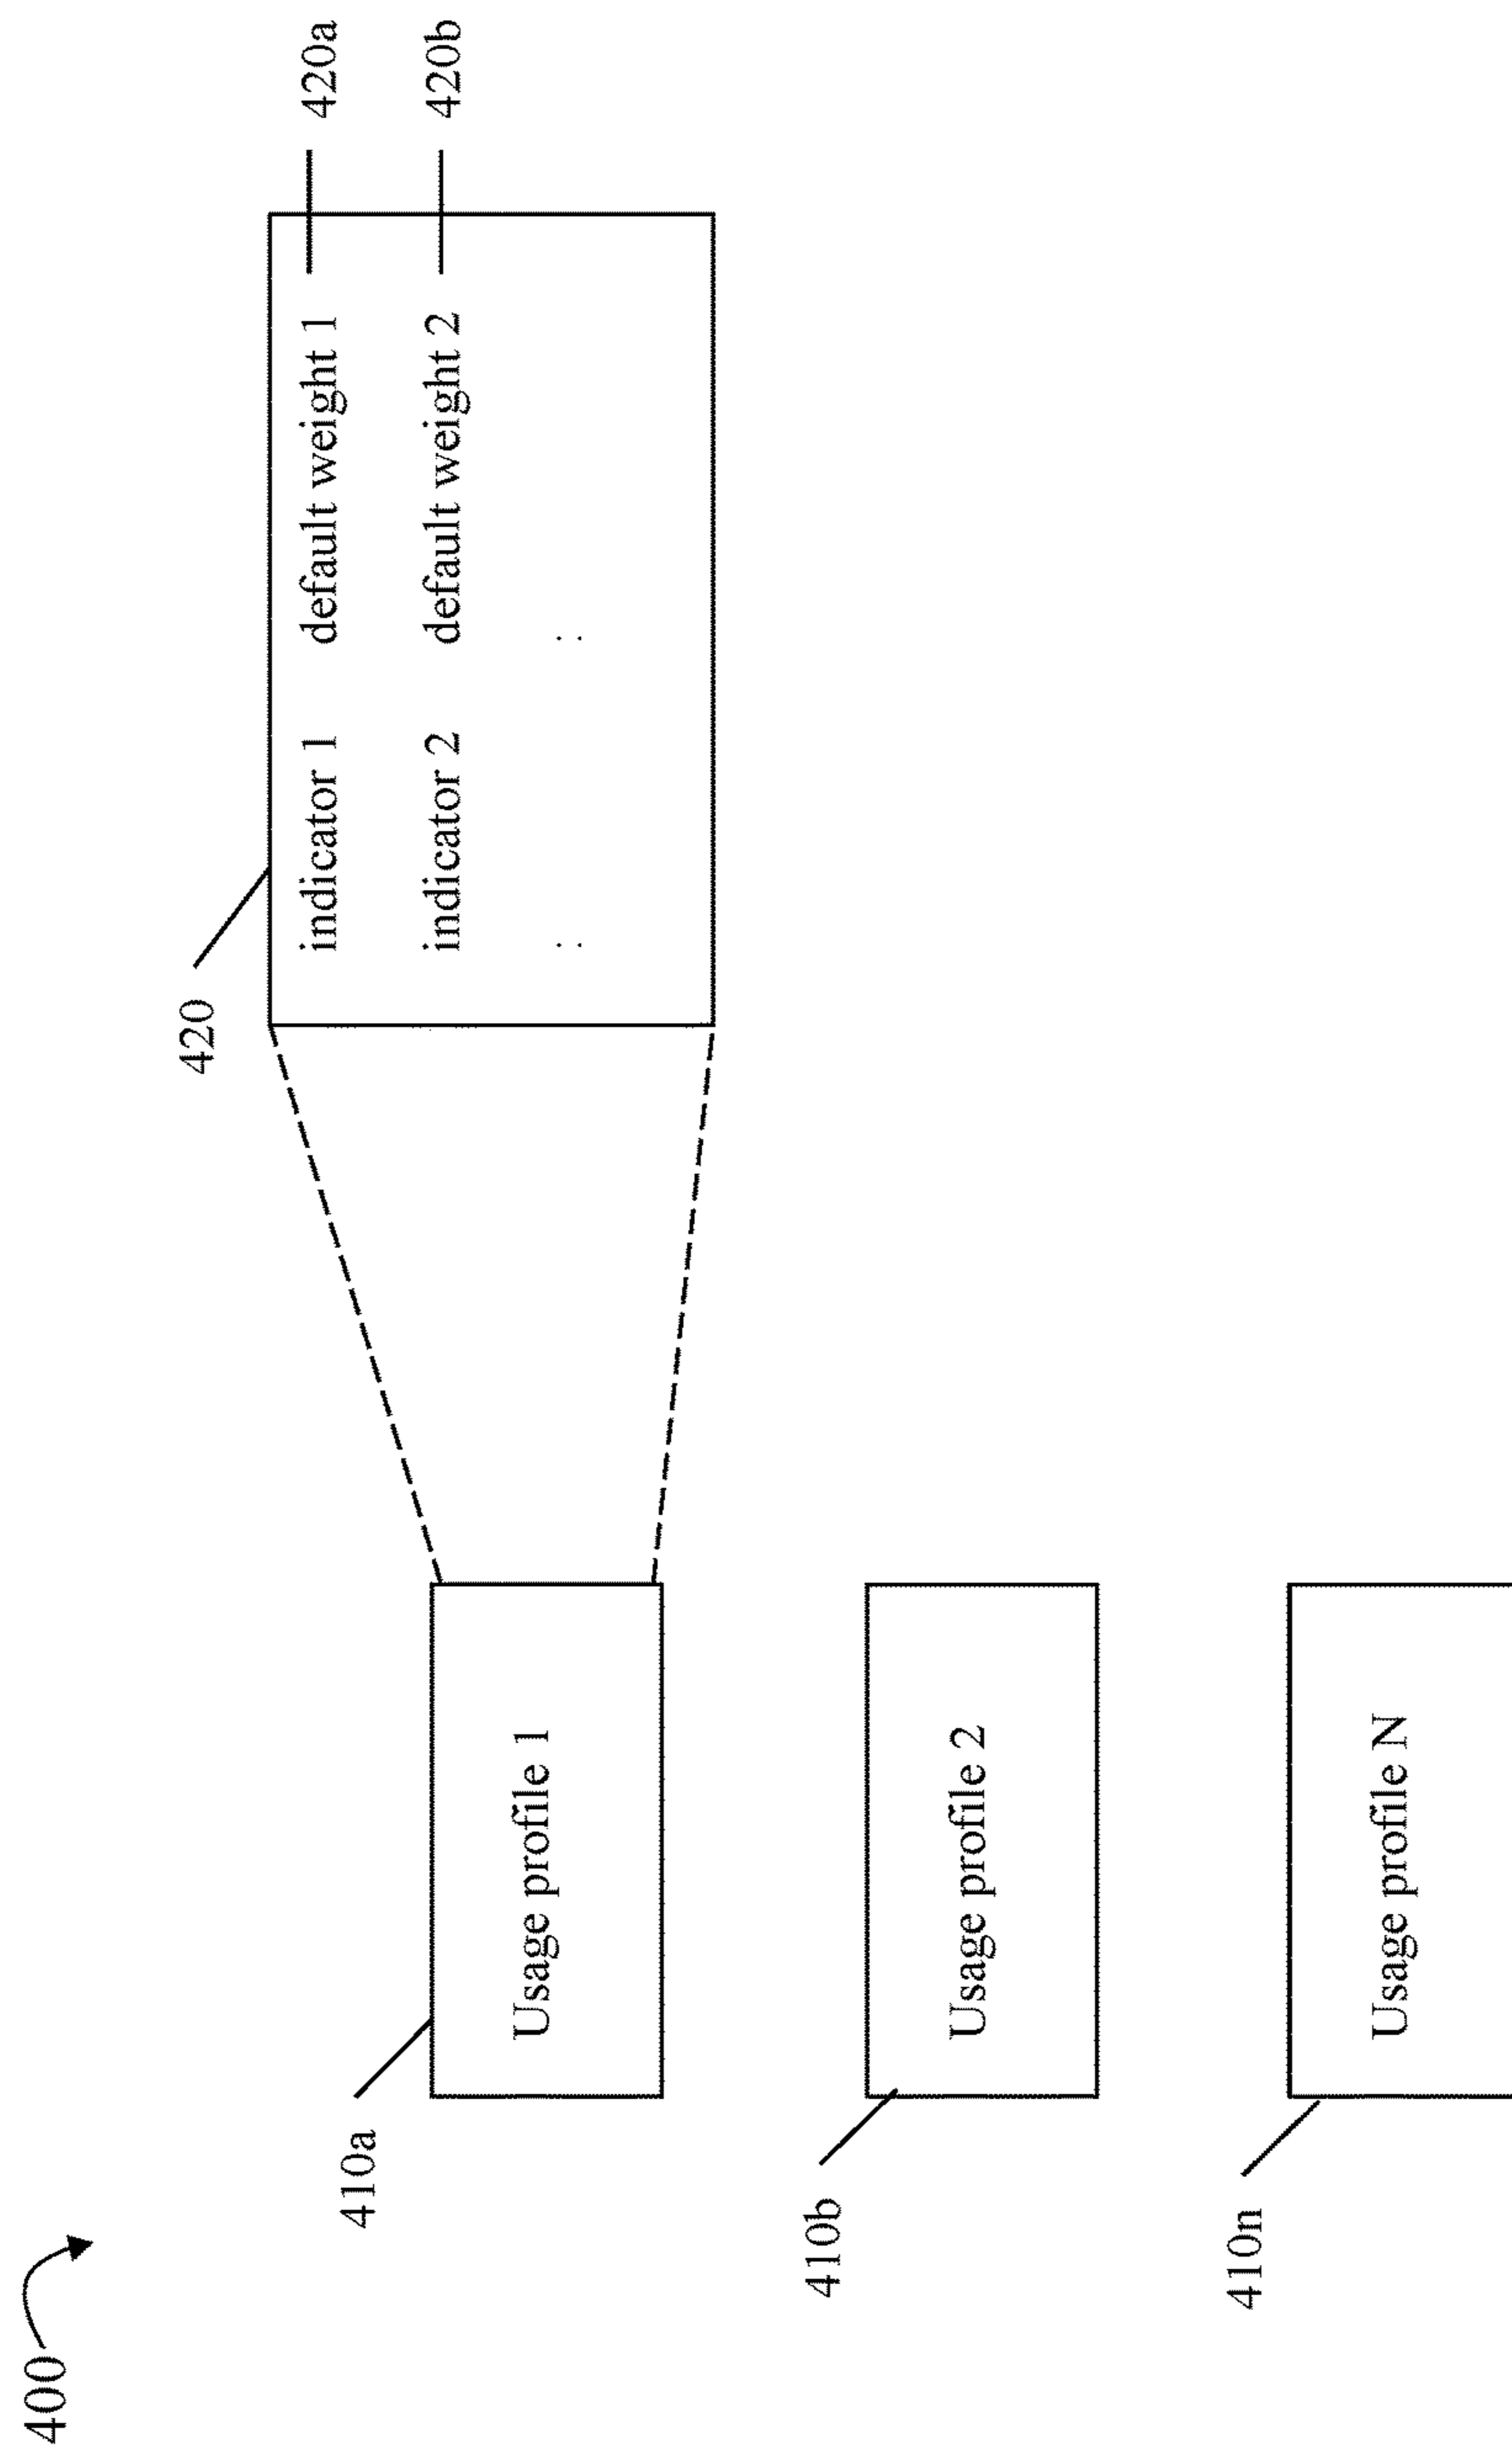 400
410a
Usage profile 1
410b
Usage profile 2
410n
Usage profile N
420
indicator 1 default weight 1
420a
indicator 2 default weight 2
420b
: :